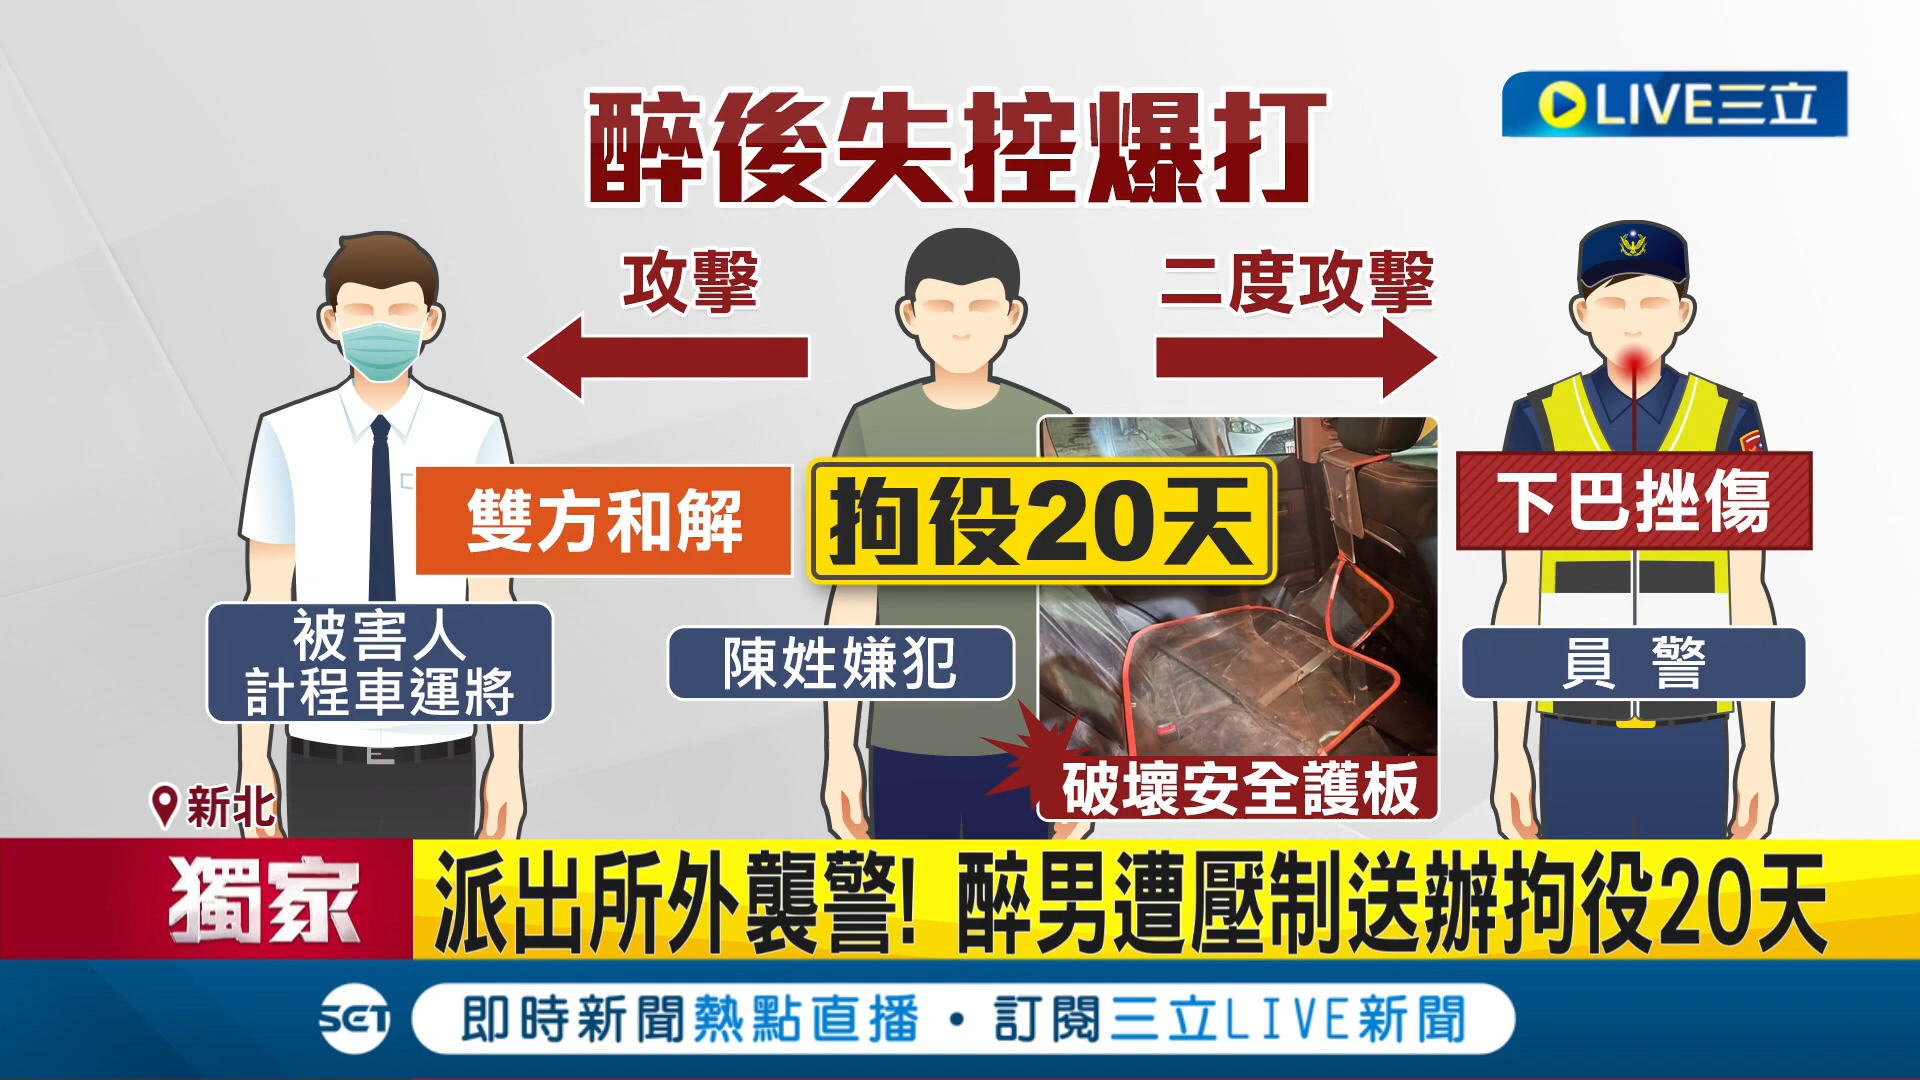 醉後失控爆打
LIVE三立
攻擊
二度攻擊
雙方和解
拘役20天
下巴挫傷
被害人
計程車運將
陳姓嫌犯
員警
破壞安全護板
新北
獨家
派出所外襲警! 醉男遭壓制送辦拘役20天
SET
即時新聞熱點直播・訂閱三立LIVE新聞